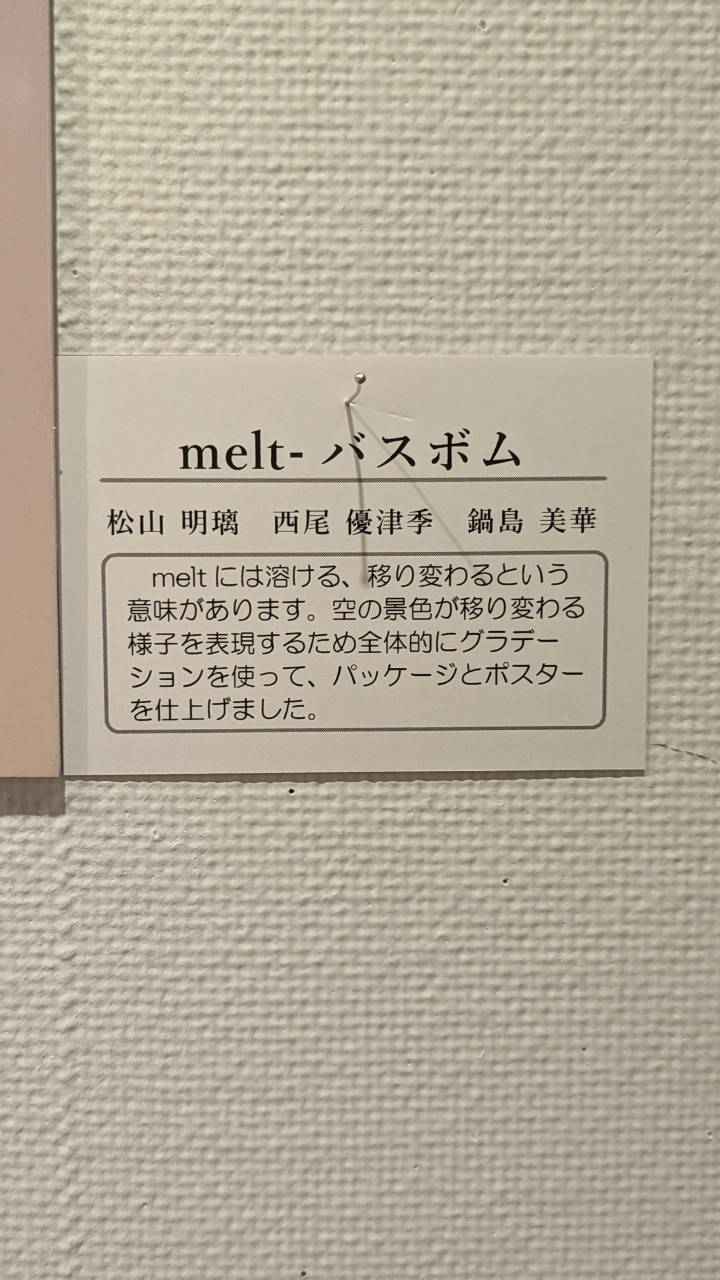 melt- バスボム
松山 明璃　西尾 優津季　鍋島 美華
melt には溶ける、移り変わるという
意味があります。空の景色が移り変わる
様子を表現するため全体的にグラデー
ションを使って、パッケージとポスター
を仕上げました。